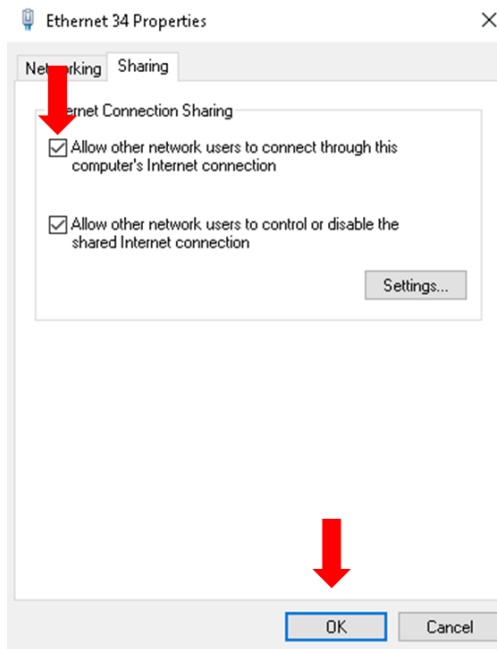 Ethernet 34 Properties
Networking
Sharing
Internet Connection Sharing
Allow other network users to connect through this
computer's Internet connection
Allow other network users to control or disable the
shared Internet connection
Settings...
OK
Cancel